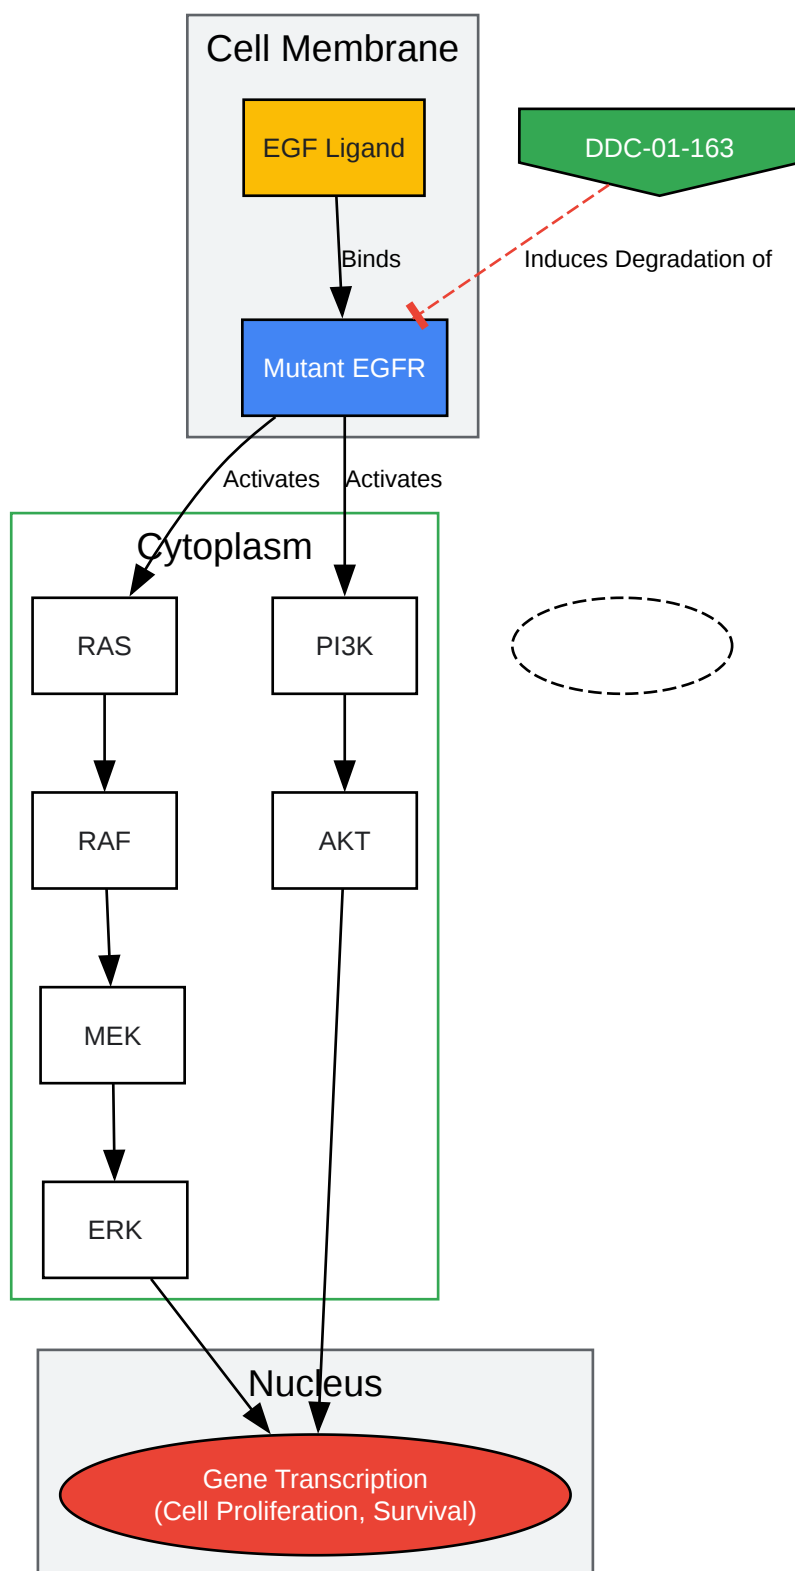 Cell Membrane
EGF Ligand
DDC-01-163
Binds
Induces Degradation of
Mutant EGFR
Activates
Activates
Cytoplasm
RAS
PI3K
RAF
AKT
MEK
ERK
Nucleus
Gene Transcription
(Cell Proliferation, Survival)